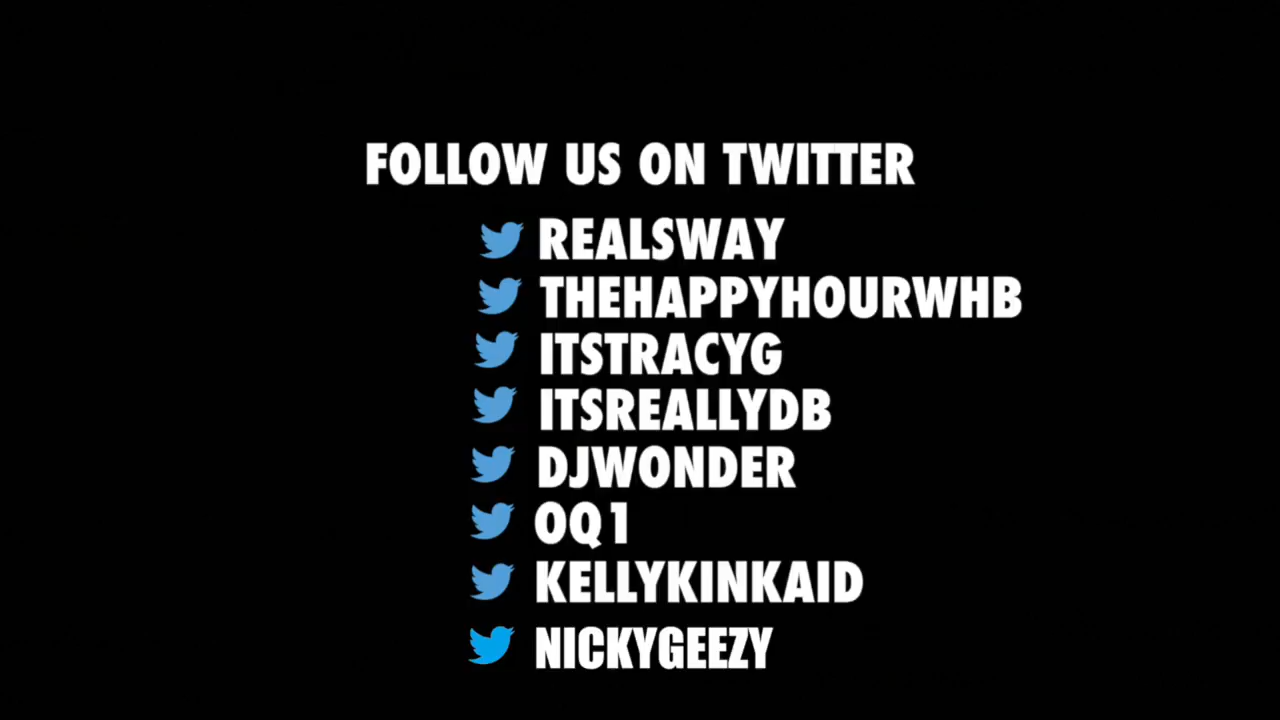 FOLLOW US ON TWITTER
REALSWAY
THEHAPPYHOURWHB
ITSTRACYG
ITSREALLYDB
DJWONDER
OQ1
KELLYKINKAID
NICKYGEEZY